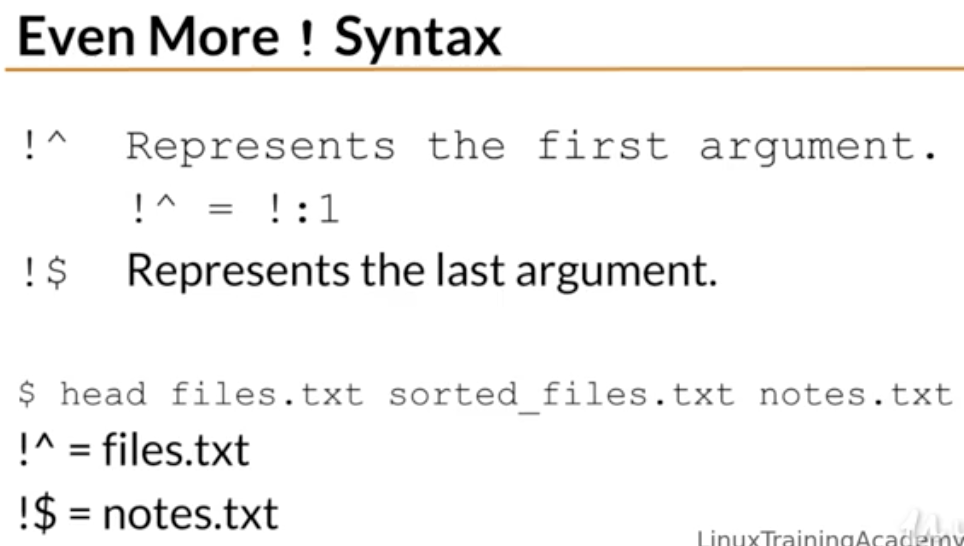 Even More ! Syntax
!^ Represents the first argument.
!^ = !:1
!$ Represents the last argument.
$ head files.txt sorted_files.txt notes.txt
!^ = files.txt
!$ = notes.txt
LinuxTrainingAcademy